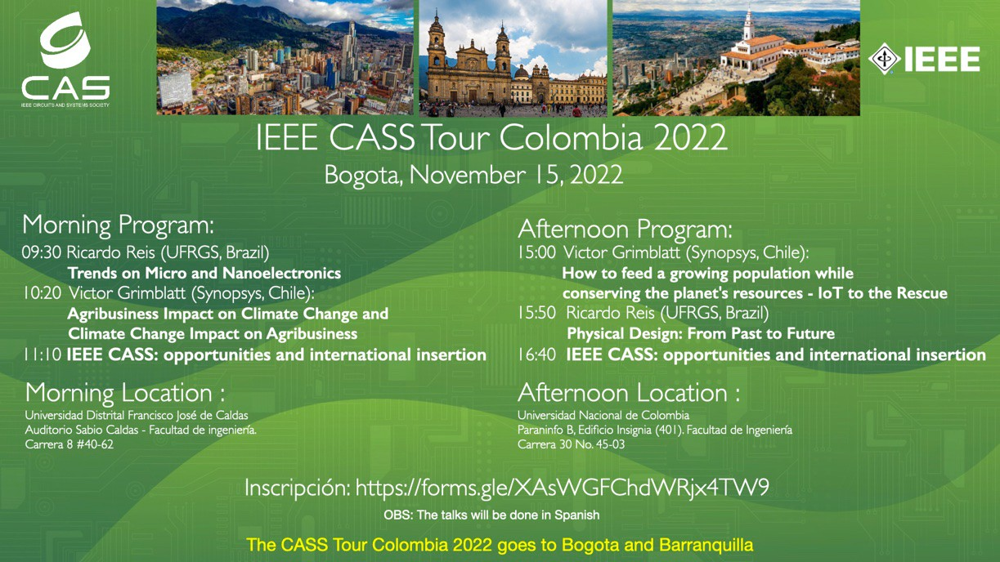 CAS
IEEE CIRCUITS AND SYSTEMS SOCIETY
IEEE
IEEE CASS Tour Colombia 2022
Bogota, November 15, 2022
Morning Program:
09:30 Ricardo Reis (UFRGS, Brazil)
Trends on Micro and Nanoelectronics
10:20 Victor Grimblatt (Synopsys, Chile):
Agribusiness Impact on Climate Change and
Climate Change Impact on Agribusiness
11:10 IEEE CASS: opportunities and international insertion
Morning Location :
Universidad Distrital Francisco José de Caldas
Auditorio Sabio Caldas - Facultad de ingeniería.
Carrera 8 #40-62
Afternoon Program:
15:00 Victor Grimblatt (Synopsys, Chile):
How to feed a growing population while
conserving the planet's resources - IoT to the Rescue
15:50 Ricardo Reis (UFRGS, Brazil)
Physical Design: From Past to Future
16:40 IEEE CASS: opportunities and international insertion
Afternoon Location :
Universidad Nacional de Colombia
Paraninfo B, Edificio Insignia (401). Facultad de Ingeniería
Carrera 30 No. 45-03
Inscripción: https://forms.gle/XAsWGFChdWRjx4TW9
OBS: The talks will be done in Spanish
The CASS Tour Colombia 2022 goes to Bogota and Barranquilla